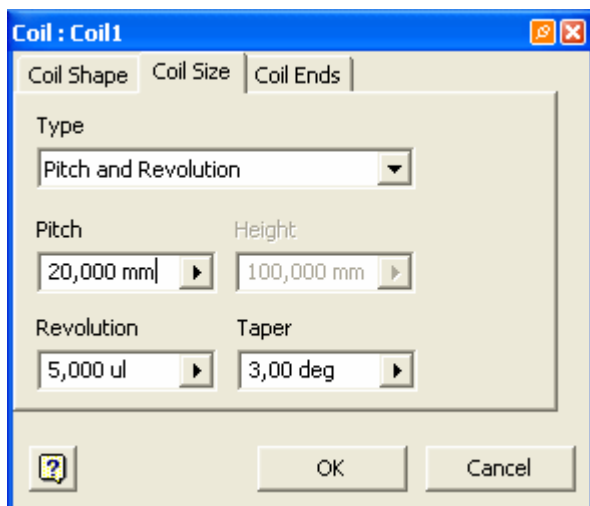 Coil : Coil1
Coil Shape Coil Size Coil Ends
Type
Pitch and Revolution
Pitch Height
20,000 mm 100,000 mm
Revolution Taper
5,000 ul 3,00 deg
? OK Cancel